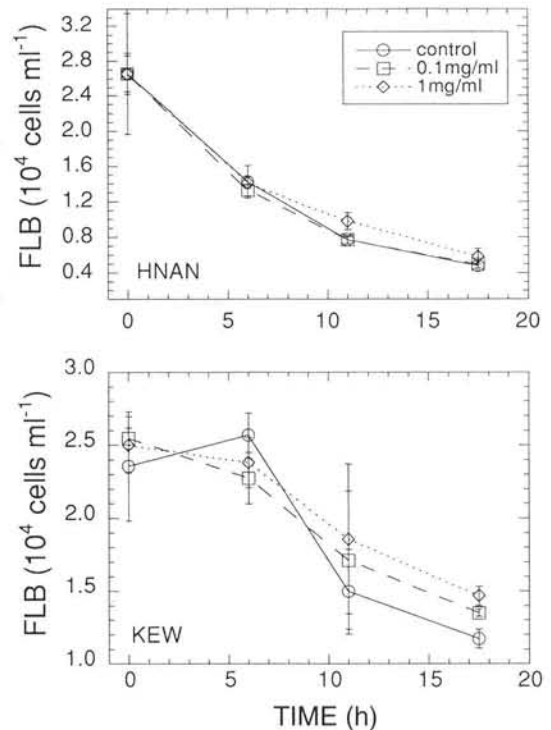 3.2
2.8
2.4
2.0
1.6
1.2
0.8
0.4
FLB (10⁴ cells ml⁻¹)
control
0.1mg/ml
1mg/ml
HNAN
0 5 10 15 20
3.0
2.5
2.0
1.5
1.0
FLB (10⁴ cells ml⁻¹)
KEW
0 5 10 15 20
TIME (h)